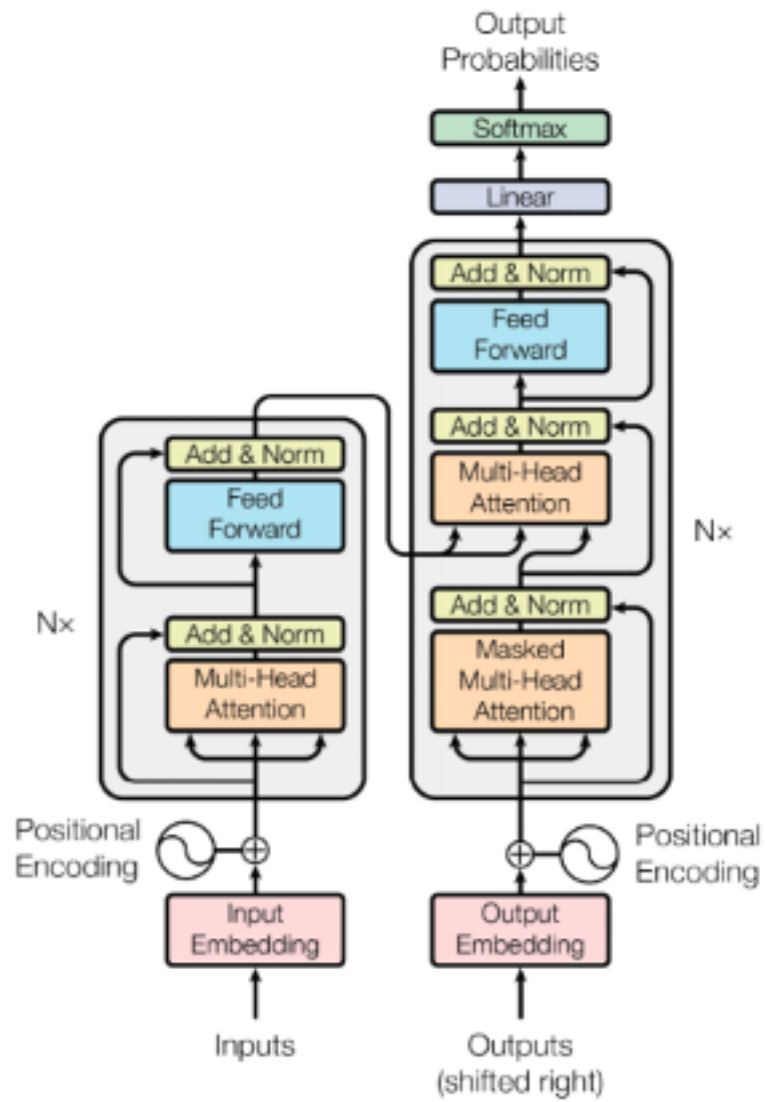 Output
Probabilities
Softmax
Linear
Add & Norm
Feed
Forward
Add & Norm
Multi-Head
Attention
Add & Norm
Masked
Multi-Head
Attention
Nx
Add & Norm
Feed
Forward
Add & Norm
Multi-Head
Attention
Nx
Positional
Encoding
Positional
Encoding
Input
Embedding
Output
Embedding
Inputs
Outputs
(shifted right)